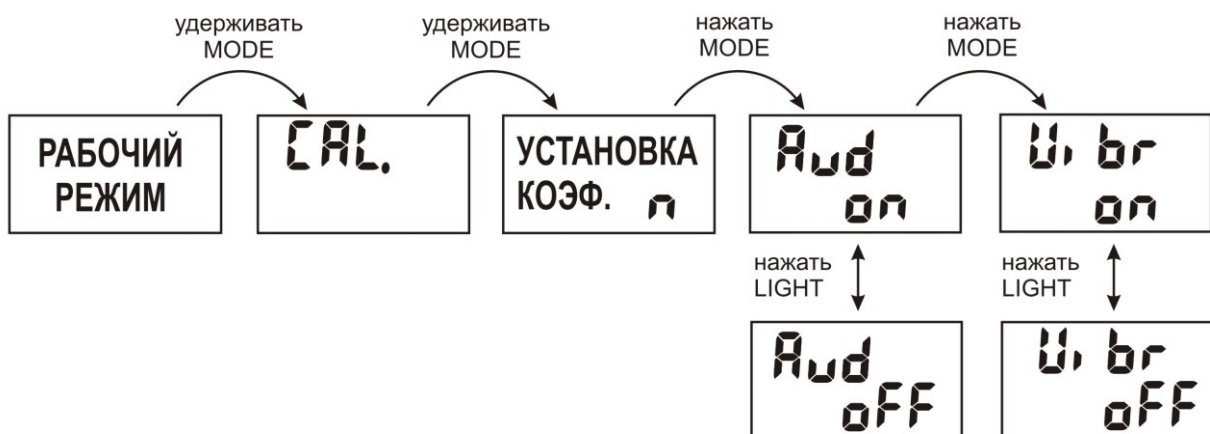 удерживать
MODE
удерживать
MODE
нажать
MODE
нажать
MODE
РАБОЧИЙ
РЕЖИМ
CAL.
УСТАНОВКА
КОЭФ. n
Aud
on
Vibr
on
нажать
LIGHT
нажать
LIGHT
Aud
oFF
Vibr
oFF